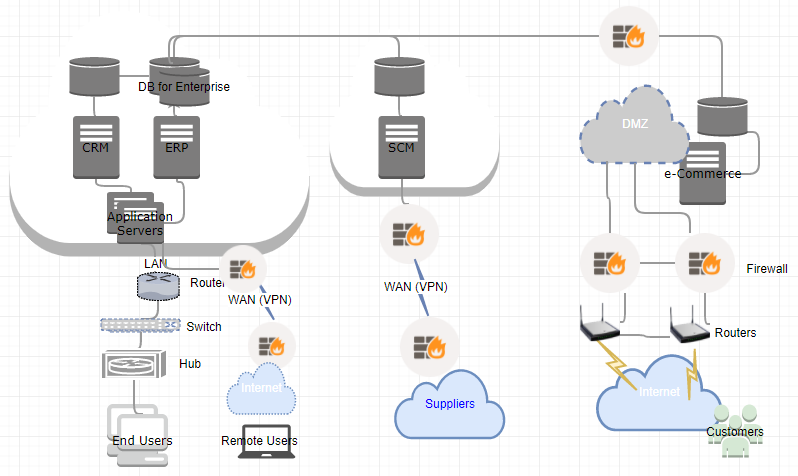 DB for Enterprise
CRM
ERP
SCM
DMZ
e-Commerce
Application
Servers
LAN
Router
WAN (VPN)
WAN (VPN)
Firewall
Switch
Routers
Hub
Internet
Suppliers
Internet
End Users
Remote Users
Customers